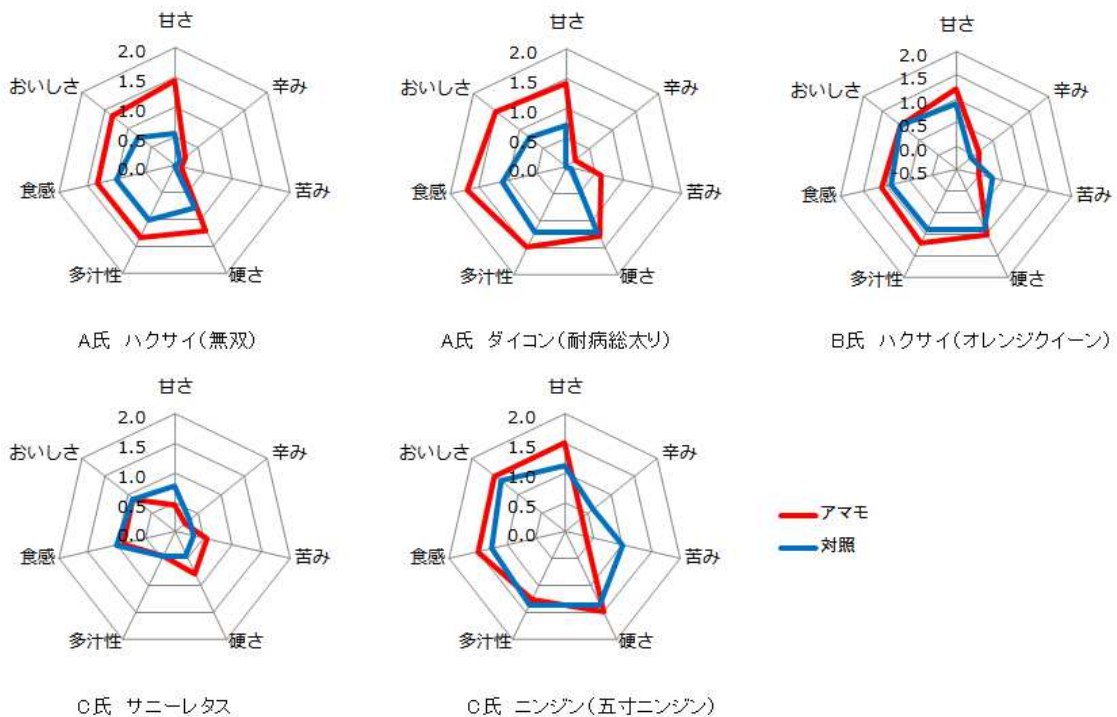 甘さ
辛み
苦み
硬さ
多汁性
食感
おいしさ
2.0
1.5
1.0
0.5
0.0
A氏 ハクサイ(無双)
甘さ
辛み
苦み
硬さ
多汁性
食感
おいしさ
2.0
1.5
1.0
0.5
0.0
A氏 ダイコン(耐病総太り)
甘さ
辛み
苦み
硬さ
多汁性
食感
おいしさ
2.0
1.5
1.0
0.5
0.0
-0.5
B氏 ハクサイ(オレンジクイーン)
甘さ
辛み
苦み
硬さ
多汁性
食感
おいしさ
2.0
1.5
1.0
0.5
0.0
C氏 サニーレタス
甘さ
辛み
苦み
硬さ
多汁性
食感
おいしさ
2.0
1.5
1.0
0.5
0.0
C氏 ニンジン(五寸ニンジン)
アマモ
対照